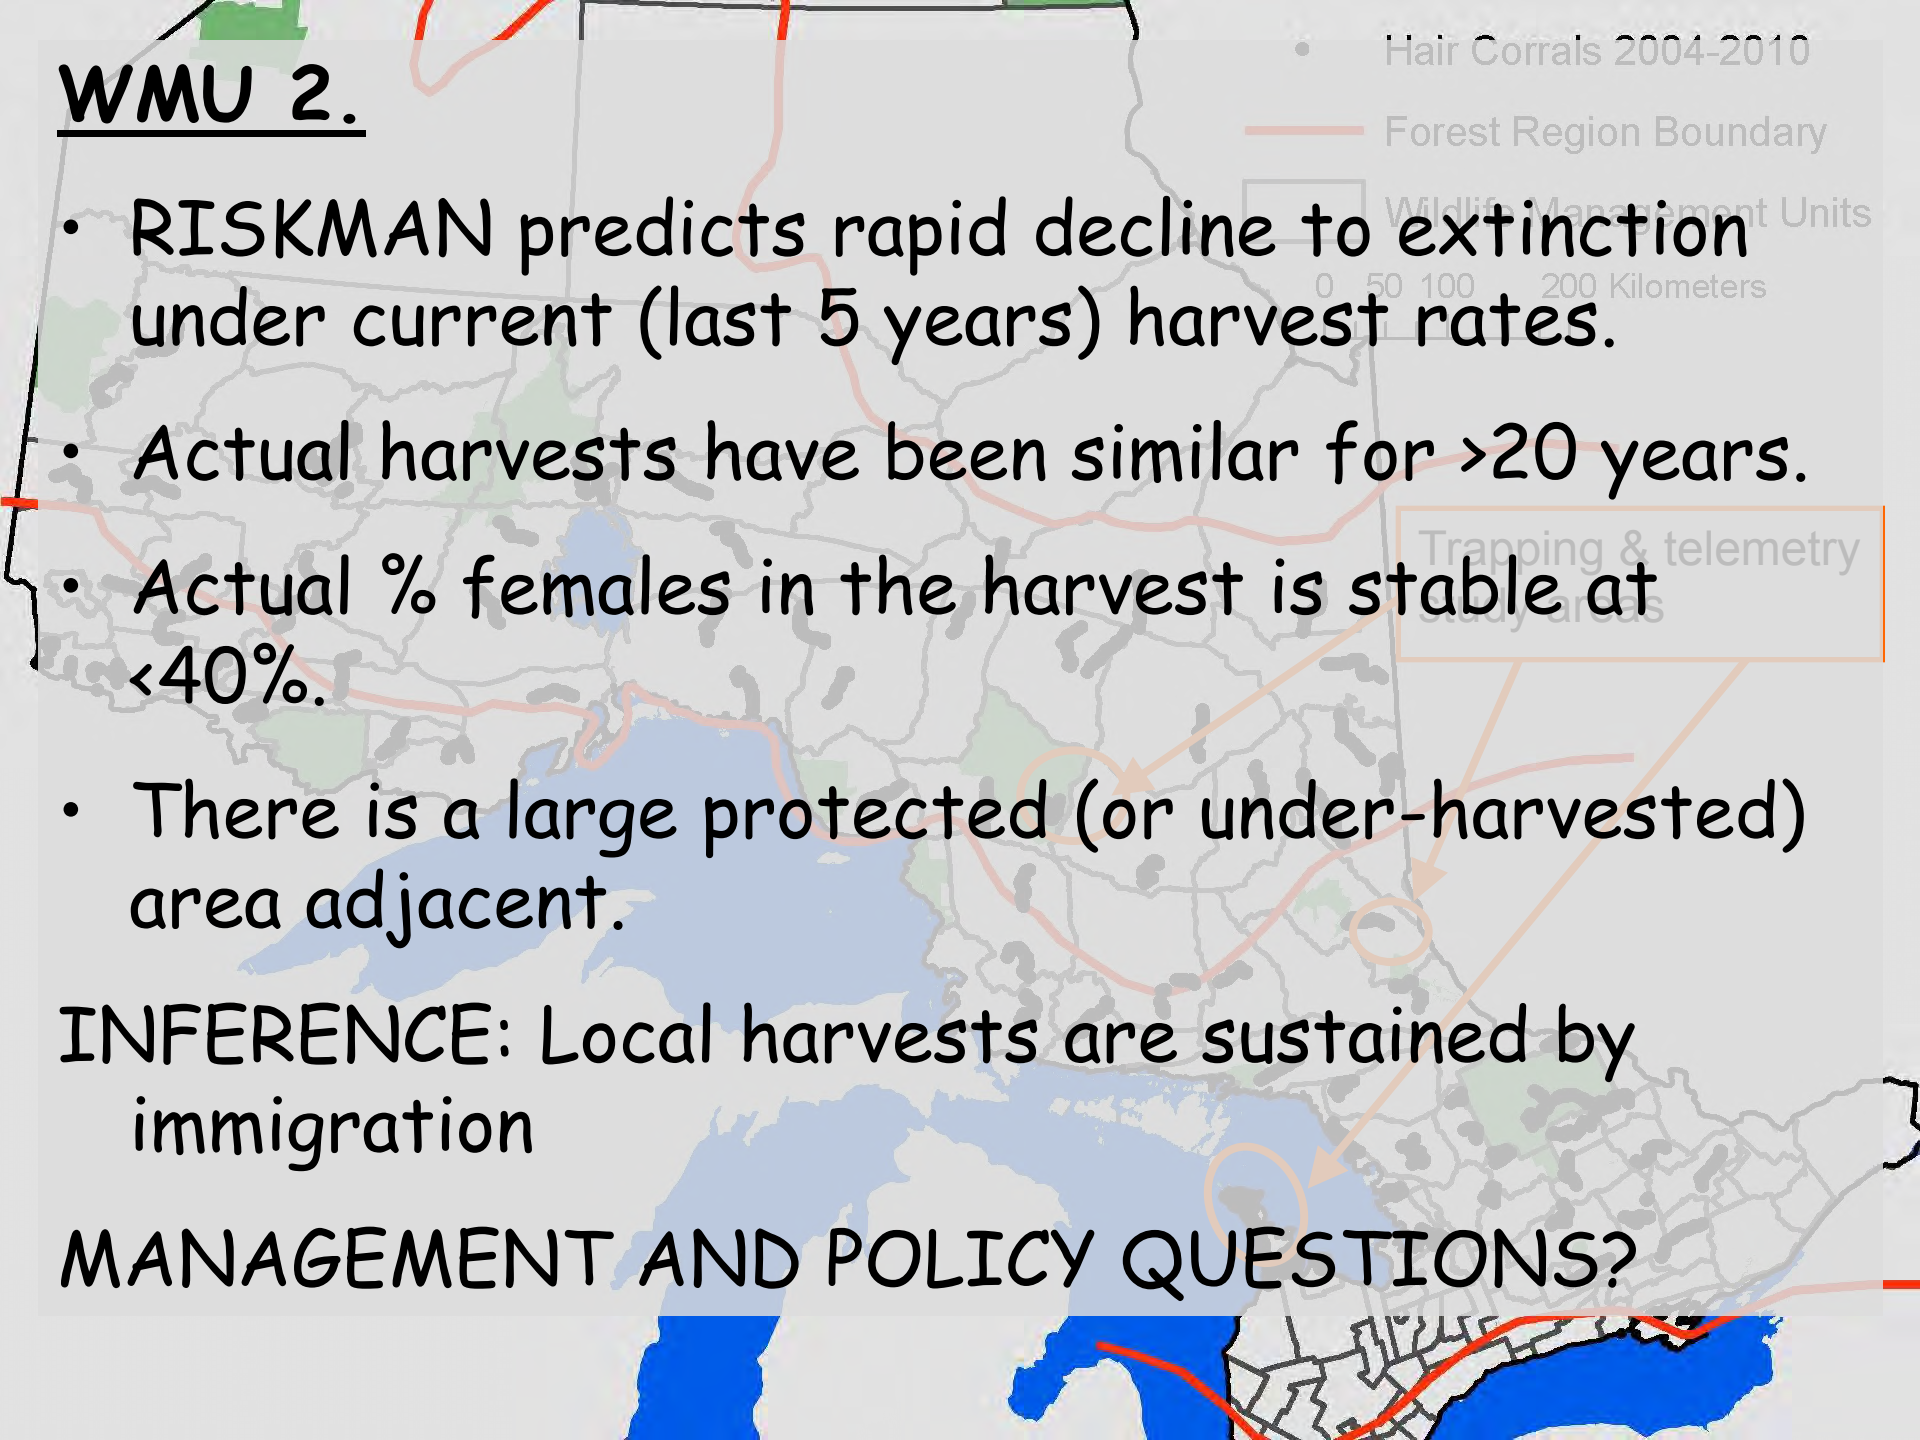 Hair Corrals 2004-2010
Forest Region Boundary
Wildlife Management Units
0 50 100 200 Kilometers
Trapping & telemetry
study areas
WMU 2.
• RISKMAN predicts rapid decline to extinction
under current (last 5 years) harvest rates.
• Actual harvests have been similar for >20 years.
• Actual % females in the harvest is stable at
<40%.
• There is a large protected (or under-harvested)
area adjacent.
INFERENCE: Local harvests are sustained by
immigration
MANAGEMENT AND POLICY QUESTIONS?